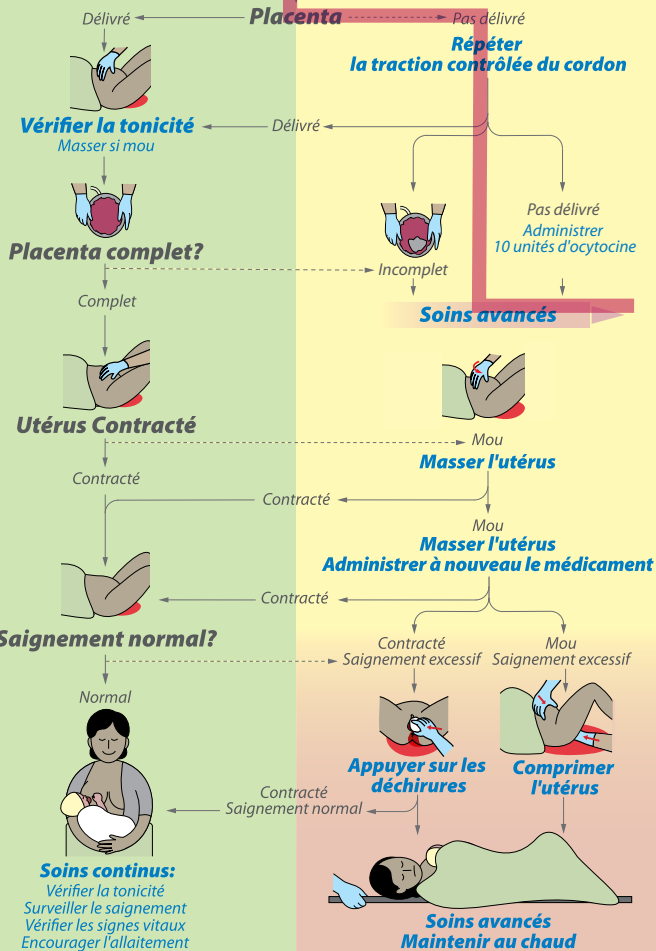 Délivré
Placenta
Pas délivré
Répéter
la traction contrôlée du cordon
Vérifier la tonicité
Masser si mou
Délivré
Placenta complet?
Incomplet
Pas délivré
Administrer
10 unités d'ocytocine
Complet
Soins avancés
Utérus Contracté
Mou
Masser l'utérus
Contracté
Contracté
Mou
Masser l'utérus
Administrer à nouveau le médicament
Contracté
Saignement normal?
Contracté
Saignement excessif
Mou
Saignement excessif
Normal
Appuyer sur les
déchirures
Comprimer
l'utérus
Contracté
Saignement normal
Soins continus:
Vérifier la tonicité
Surveiller le saignement
Vérifier les signes vitaux
Encourager l'allaitement
Soins avancés
Maintenir au chaud